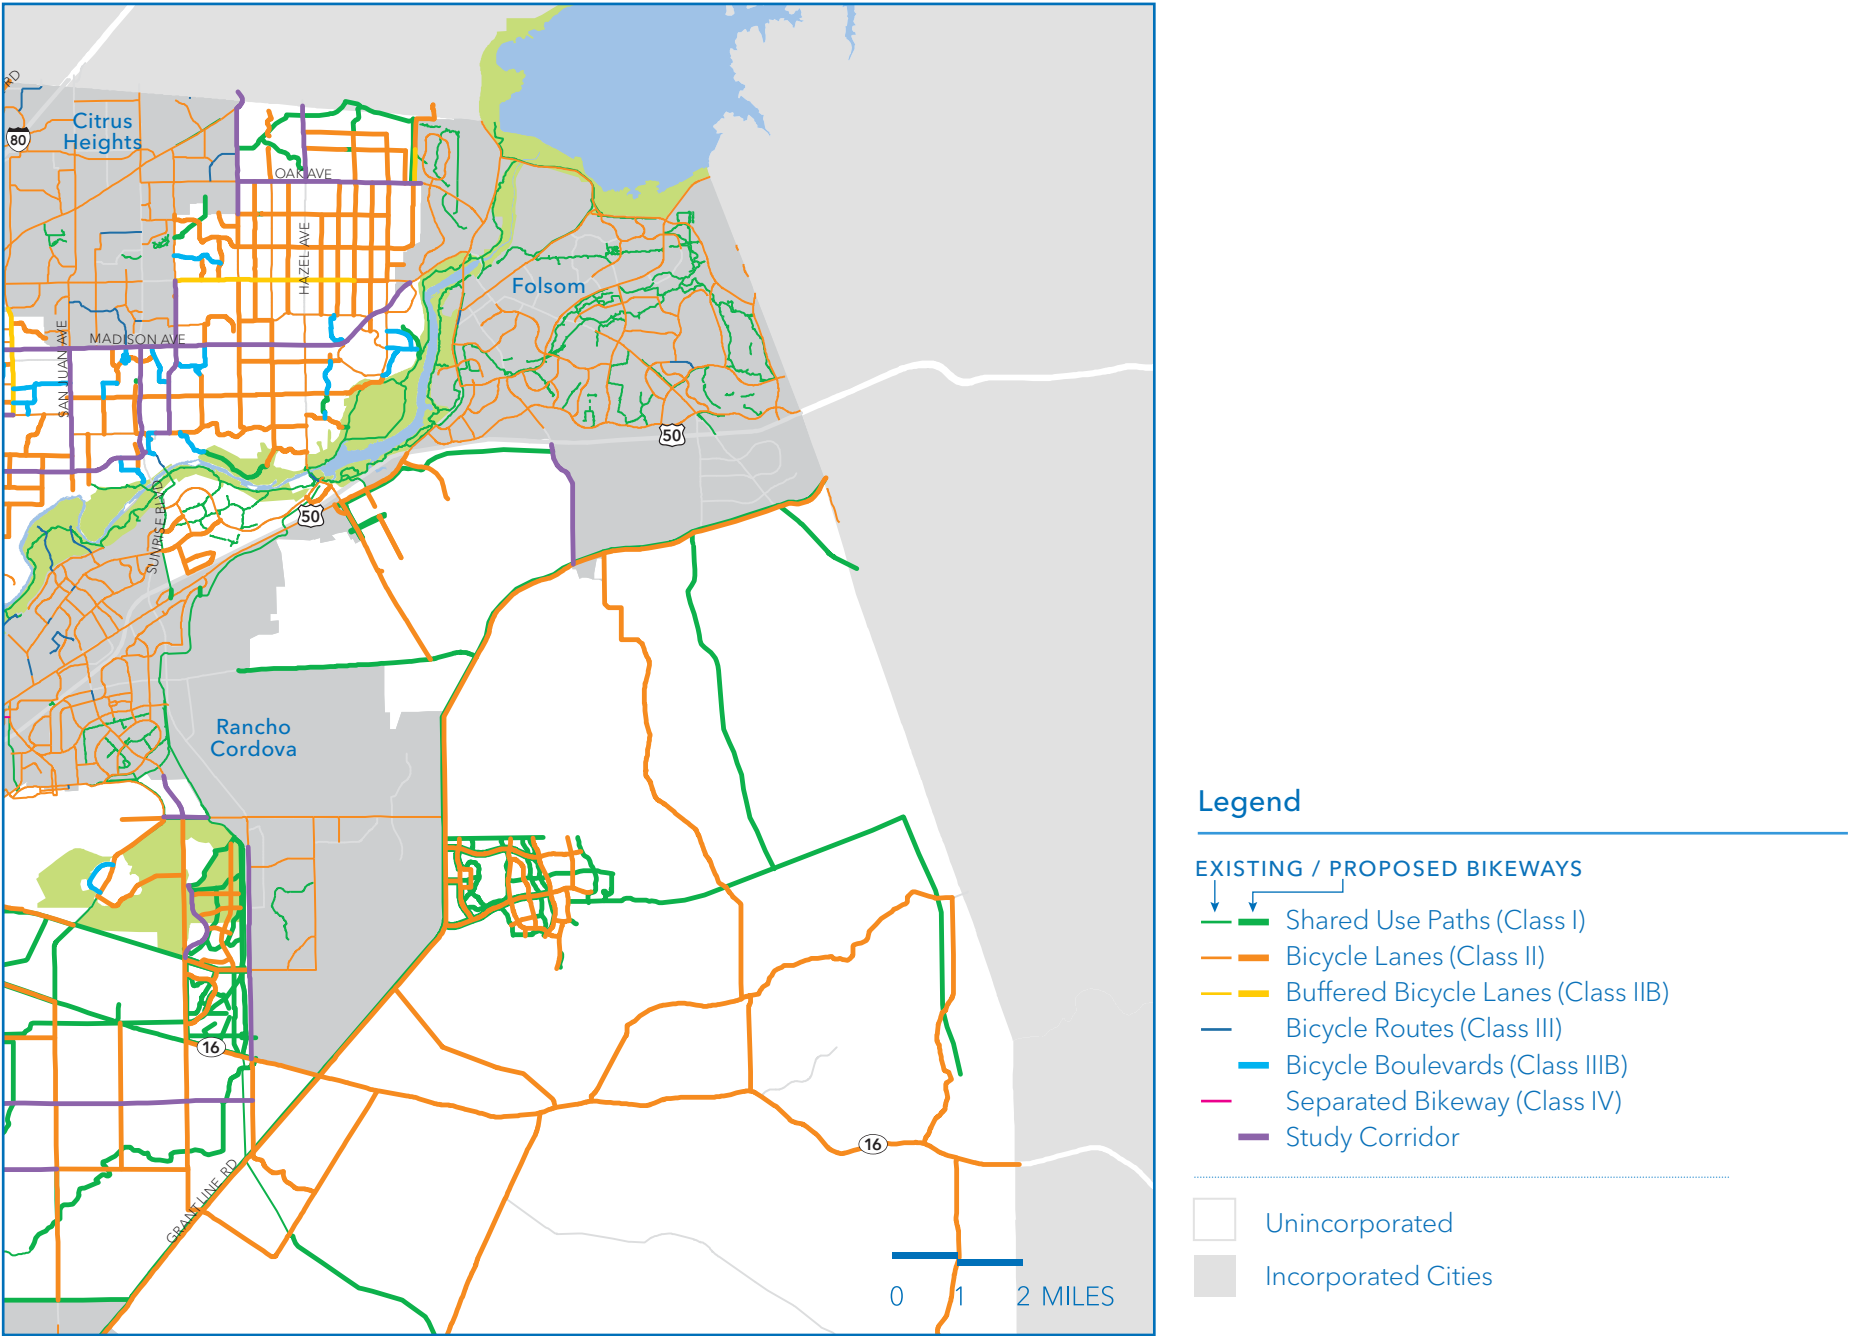 RD
80
Citrus
Heights
OAK AVE
HAZEL AVE
Folsom
MADISON AVE
SAN JUAN AVE
50
50
SUNRISE BLVD
Rancho
Cordova
16
16
GRANT LINE RD
0 1 2 MILES
Legend
EXISTING / PROPOSED BIKEWAYS
Shared Use Paths (Class I)
Bicycle Lanes (Class II)
Buffered Bicycle Lanes (Class IIB)
Bicycle Routes (Class III)
Bicycle Boulevards (Class IIIB)
Separated Bikeway (Class IV)
Study Corridor
Unincorporated
Incorporated Cities